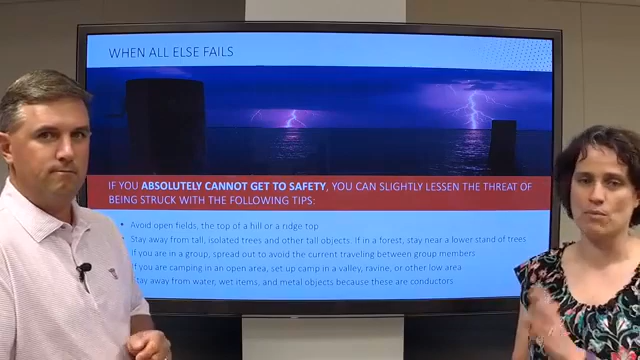 WHEN ALL ELSE FAILS
IF YOU ABSOLUTELY CANNOT GET TO SAFETY, YOU CAN SLIGHTLY LESSEN THE THREAT OF
BEING STRUCK WITH THE FOLLOWING TIPS:
• Avoid open fields, the top of a hill or a ridge top
• Stay away from tall, isolated trees and other tall objects. If in a forest, stay near a lower stand of trees
If you are in a group, spread out to avoid the current traveling between group members
If you are camping in an open area, set up camp in a valley, ravine, or other low area
tay away from water, wet items, and metal objects because these are conductors